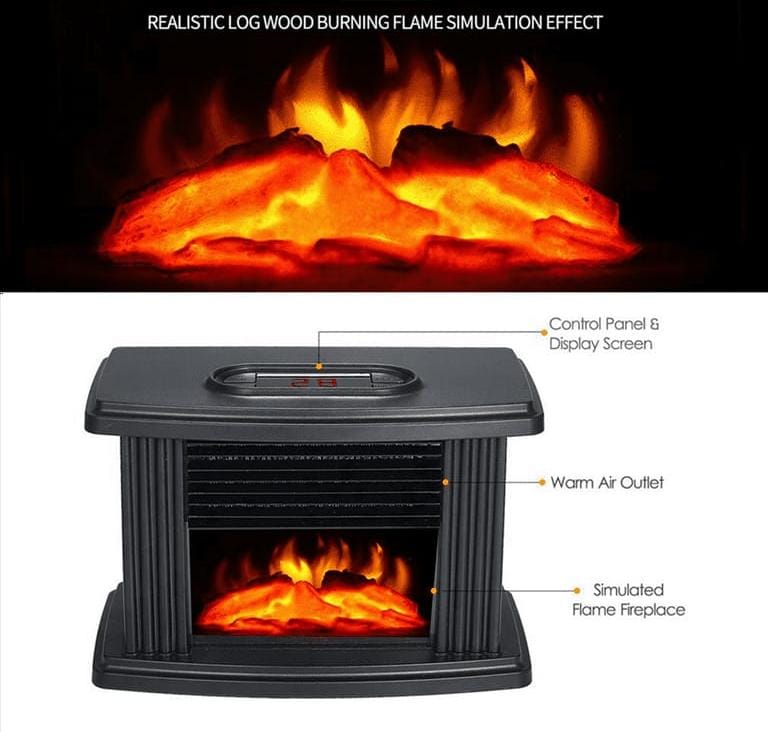 REALISTIC LOG WOOD BURNING FLAME SIMULATION EFFECT
Control Panel &
Display Screen
Warm Air Outlet
Simulated
Flame Fireplace